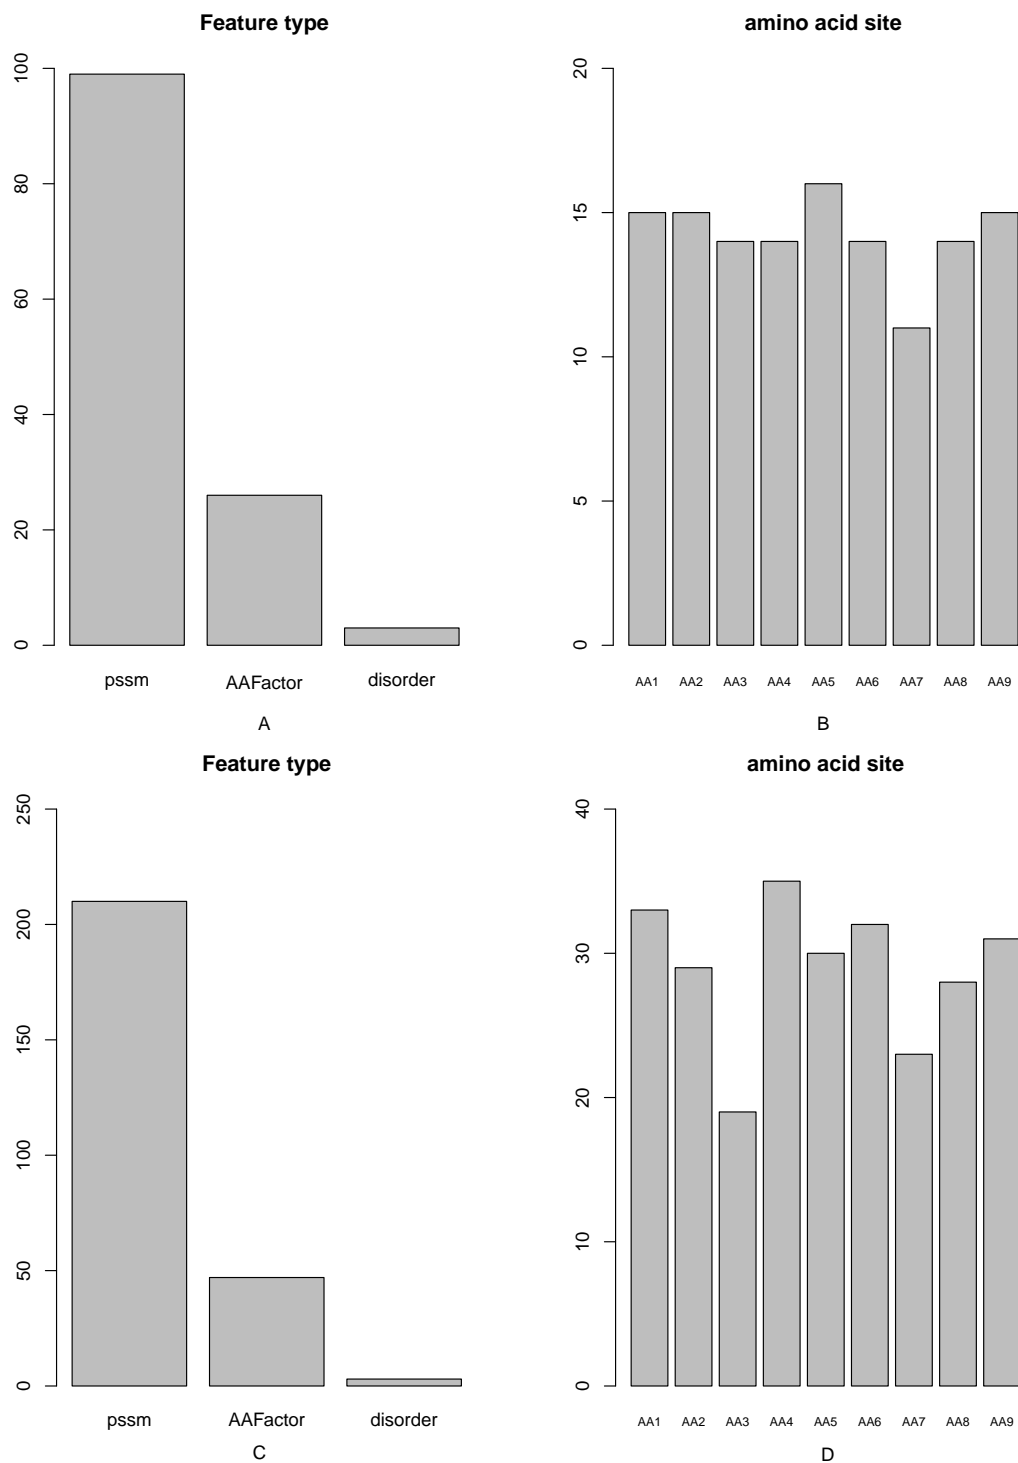 Feature type
100
80
60
40
20
0
pssm AAFactor disorder
A
amino acid site
20
15
10
5
0
AA1 AA2 AA3 AA4 AA5 AA6 AA7 AA8 AA9
B
Feature type
250
200
150
100
50
0
pssm AAFactor disorder
C
amino acid site
40
30
20
10
0
AA1 AA2 AA3 AA4 AA5 AA6 AA7 AA8 AA9
D